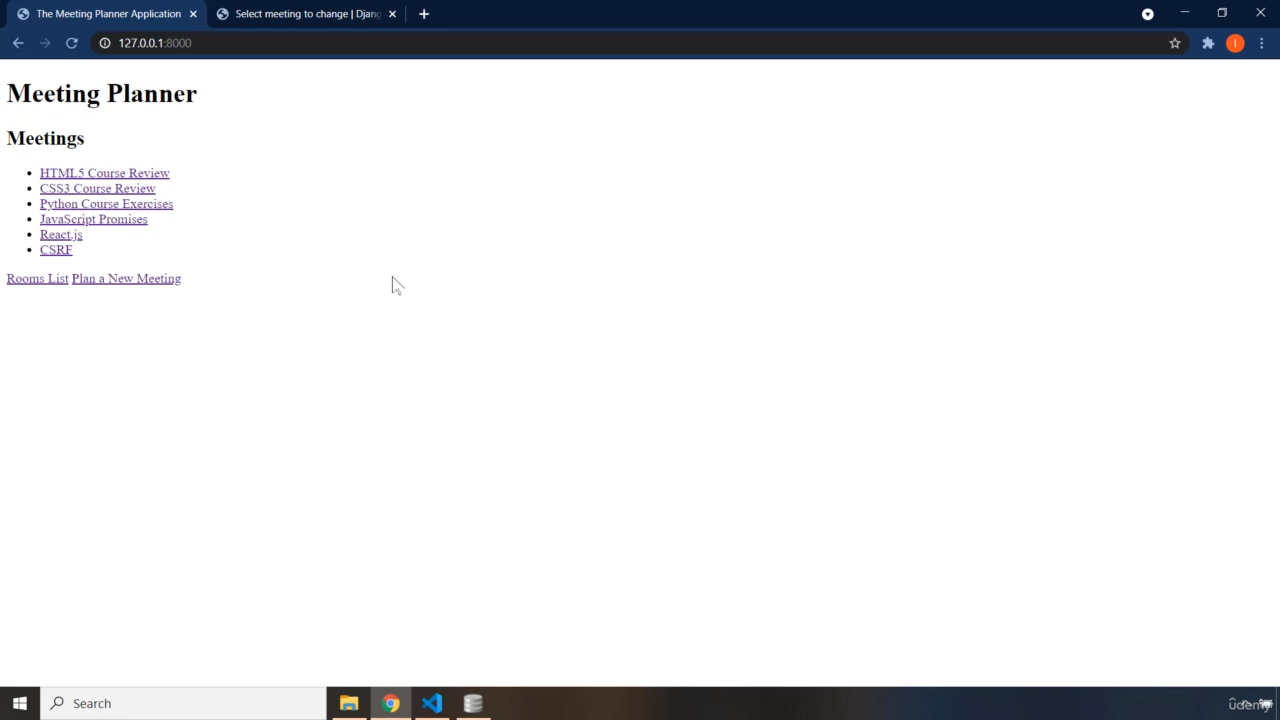 The Meeting Planner Application
Select meeting to change | Djang
127.0.0.1:8000
I
Meeting Planner
Meetings
HTML5 Course Review
CSS3 Course Review
Python Course Exercises
JavaScript Promises
React.js
CSRF
Rooms List Plan a New Meeting
Search
udemy